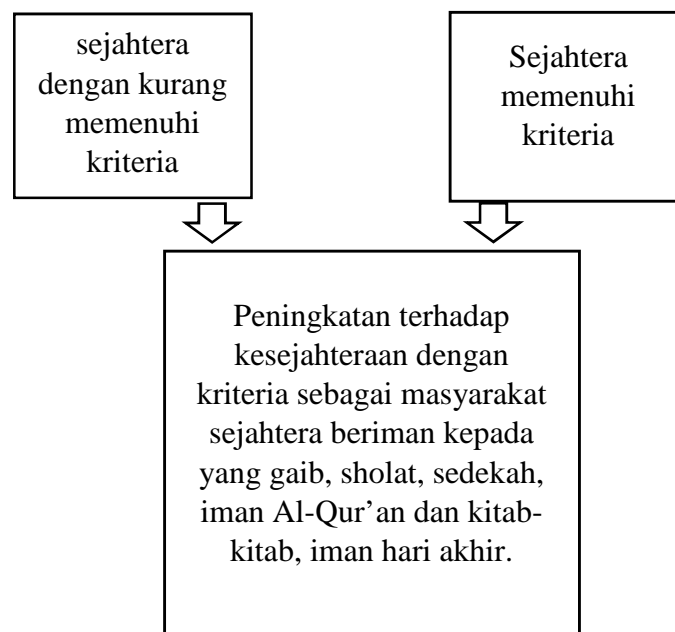 sejahtera
dengan kurang
memenuhi
kriteria
Sejahtera
memenuhi
kriteria
Peningkatan terhadap
kesejahteraan dengan
kriteria sebagai masyarakat
sejahtera beriman kepada
yang gaib, sholat, sedekah,
iman Al-Qur’an dan kitab-
kitab, iman hari akhir.